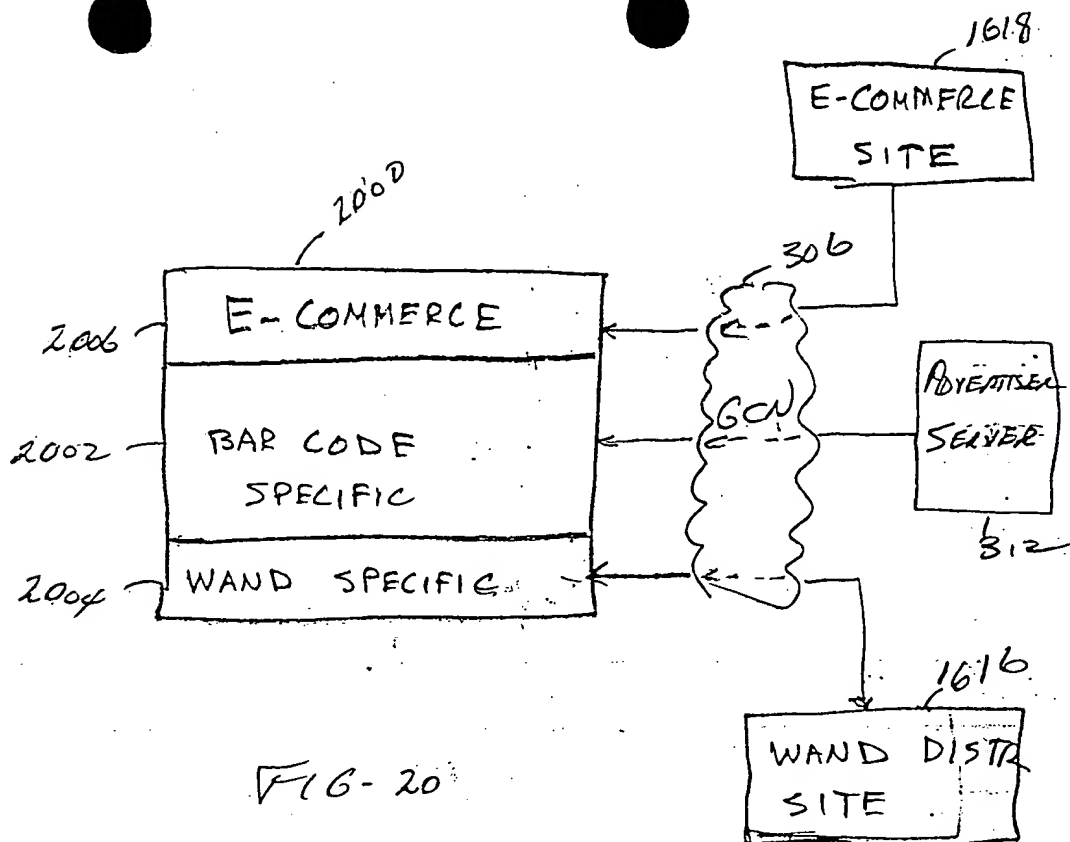 1618
E-COMMERCE
SITE
2000
306
2006
E-COMMERCE
ADVERTISER
SERVER
GCN
2002
BAR CODE
SPECIFIC
312
2004
WAND SPECIFIC
1616
WAND DISTR
SITE
FIG-20